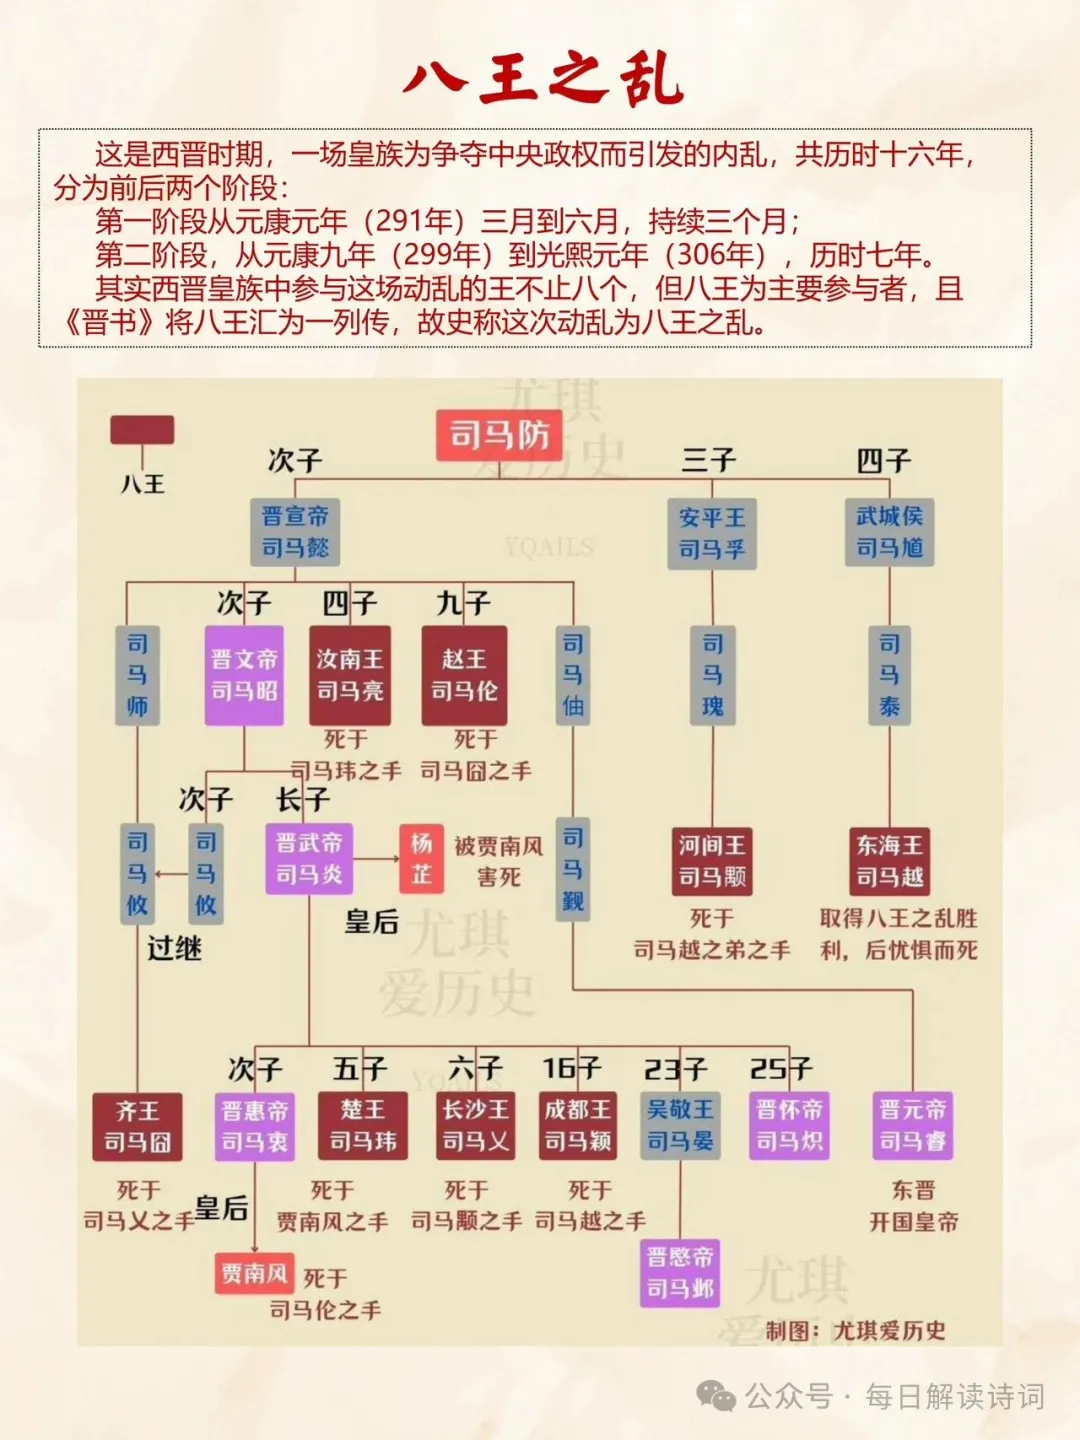 八王之乱
这是西晋时期，一场皇族为争夺中央政权而引发的内乱，共历时十六年，
分为前后两个阶段：
第一阶段从元康元年（291年）三月到六月，持续三个月；
第二阶段，从元康九年（299年）到光熙元年（306年），历时七年。
其实西晋皇族中参与这场动乱的王不止八个，但八王为主要参与者，且
《晋书》将八王汇为一列传，故史称这次动乱为八王之乱。
尤琪
爱历史
YQAILS
司马防
八王
次子
三子
四子
晋宣帝
司马懿
安平王
司马孚
武城侯
司马馗
次子
四子
九子
司马师
晋文帝
司马昭
汝南王
司马亮
赵王
司马伦
司马伷
司马瑰
司马泰
死于
司马玮之手
死于
司马囧之手
次子
长子
司马攸
司马攸
过继
晋武帝
司马炎
杨芷
被贾南风
害死
皇后
司马觐
河间王
司马颙
死于
司马越之弟之手
东海王
司马越
取得八王之乱胜
利，后忧惧而死
尤琪
爱历史
YQAILS
次子
五子
六子
16子
23子
25子
齐王
司马囧
晋惠帝
司马衷
楚王
司马玮
长沙王
司马乂
成都王
司马颖
吴敬王
司马晏
晋怀帝
司马炽
晋元帝
司马睿
死于
司马乂之手
皇后
死于
贾南风之手
死于
司马颙之手
死于
司马越之手
东晋
开国皇帝
贾南风
死于
司马伦之手
晋愍帝
司马邺
尤琪
爱历史
制图：尤琪爱历史
公众号 · 每日解读诗词